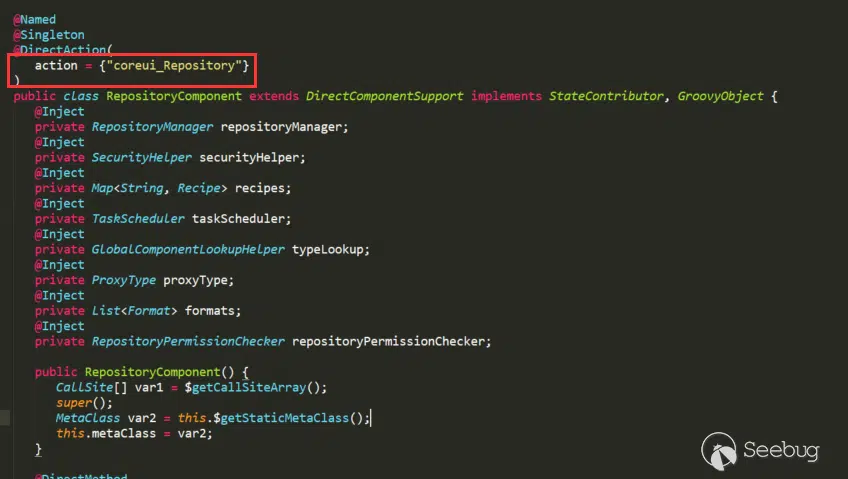 @Named
@Singleton
@DirectAction(
action = {"coreui_Repository"}
)
public class RepositoryComponent extends DirectComponentSupport implements StateContributor, GroovyObject {
@Inject
private RepositoryManager repositoryManager;
@Inject
private SecurityHelper securityHelper;
@Inject
private Map<String, Recipe> recipes;
@Inject
private TaskScheduler taskScheduler;
@Inject
private GlobalComponentLookupHelper typeLookup;
@Inject
private ProxyType proxyType;
@Inject
private List<Format> formats;
@Inject
private RepositoryPermissionChecker repositoryPermissionChecker;
public RepositoryComponent() {
CallSite[] var1 = $getCallSiteArray();
super();
MetaClass var2 = this.$getStaticMetaClass();
this.metaClass = var2;
}
@DirectMethod
Seebug